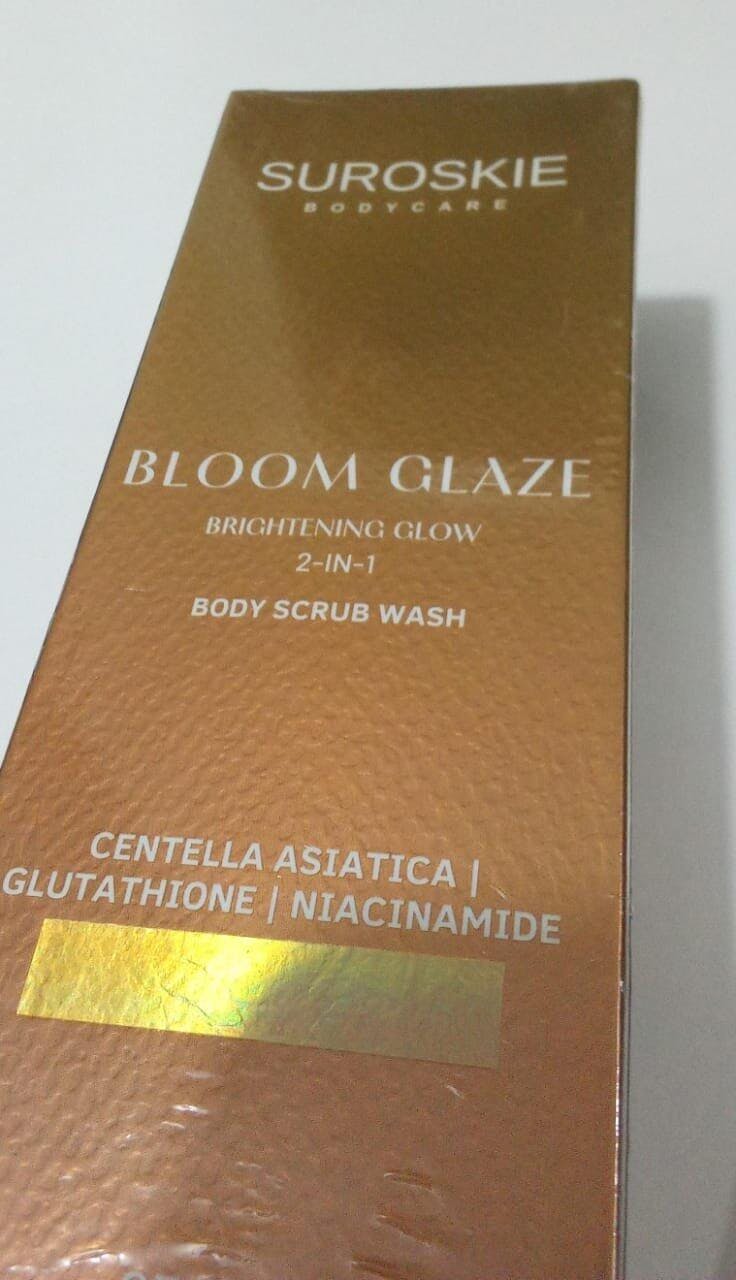 SUROSKIE
BODYCARE
BLOOM GLAZE
BRIGHTENING GLOW
2-IN-1
BODY SCRUB WASH
CENTELLA ASIATICA |
GLUTATHIONE | NIACINAMIDE